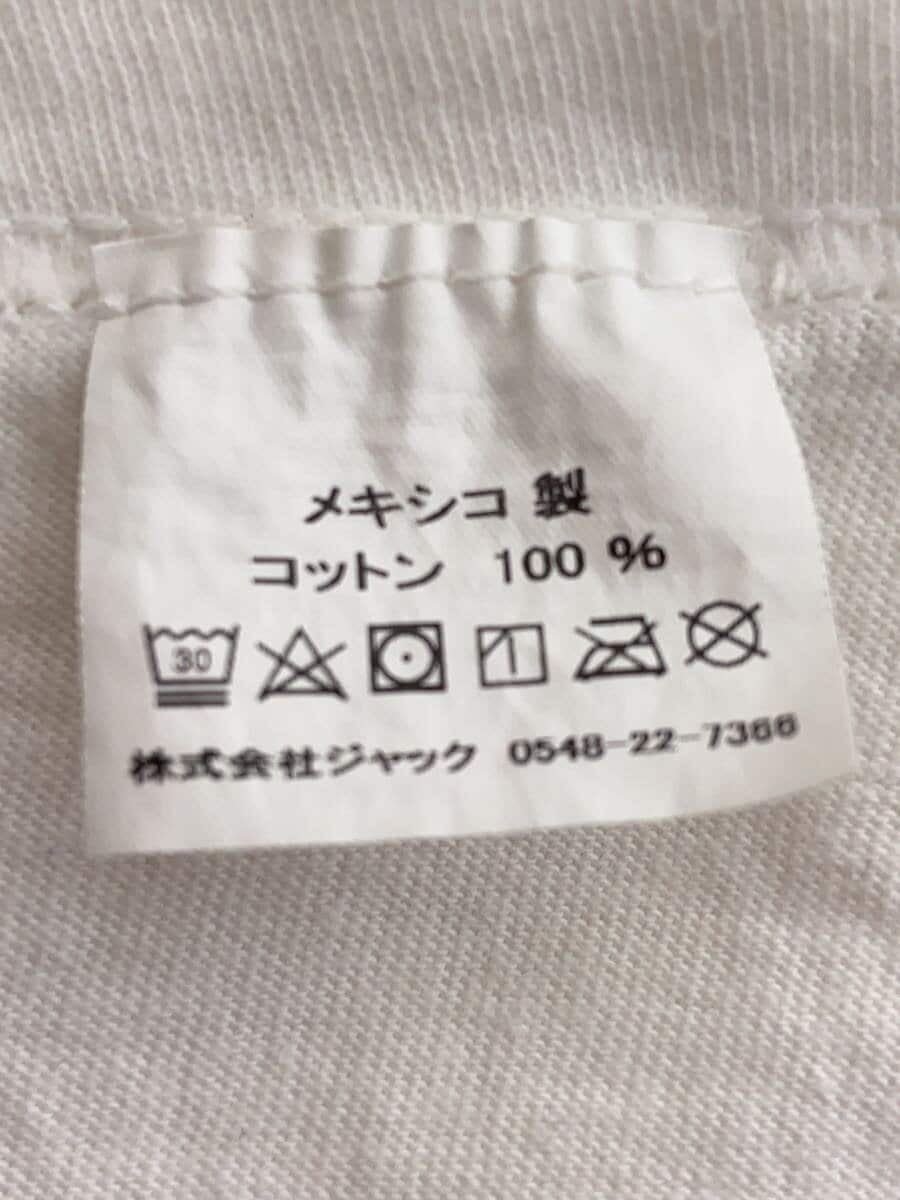 メキシコ 製
コットン 100 %
30
株式会社ジャック 0548-22-7366